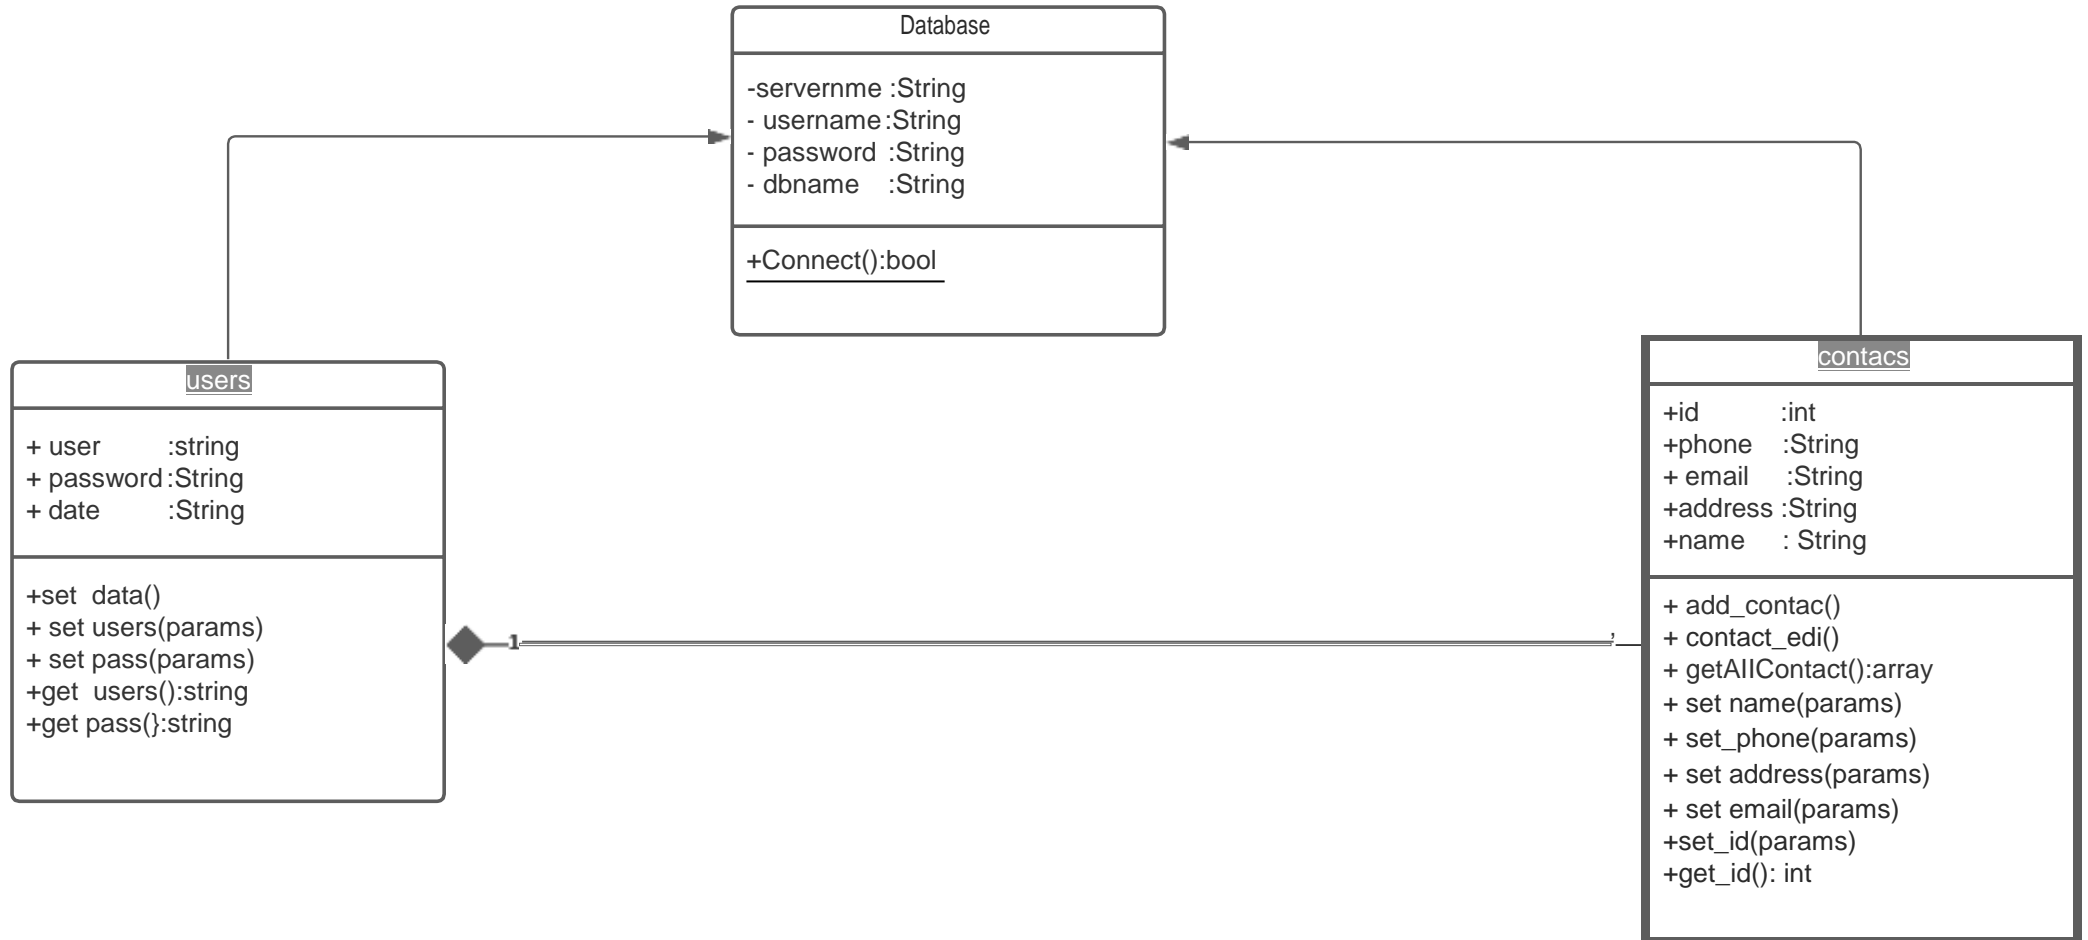 Database
-servernme :String
- username:String
- password :String
- dbname :String
+Connect():bool
users
+ user :string
+ password:String
+ date :String
+set data()
+ set users(params)
+ set pass(params)
+get users():string
+get pass(}:string
1
,
contacs
+id :int
+phone :String
+ email :String
+address :String
+name : String
+ add_contac()
+ contact_edi()
+ getAIIContact():array
+ set name(params)
+ set_phone(params)
+ set address(params)
+ set email(params)
+set_id(params)
+get_id(): int